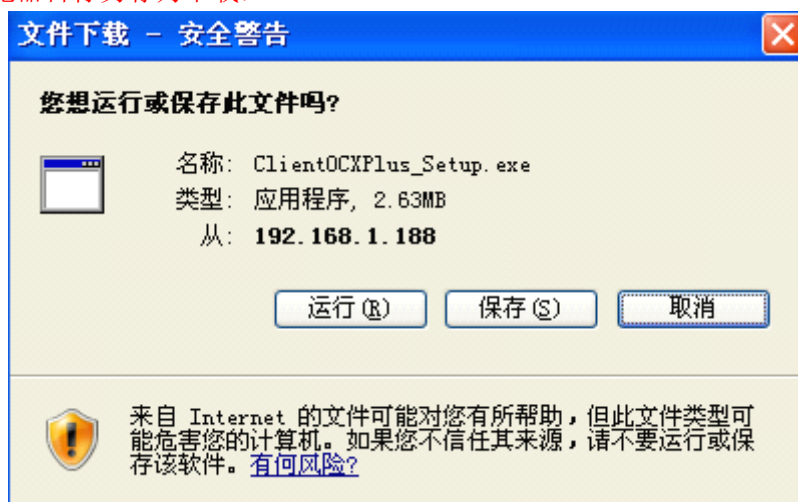 文件下载 - 安全警告
您想运行或保存此文件吗?
名称: ClientOCXPlus_Setup.exe
类型: 应用程序, 2.63MB
从: 192.168.1.188
运行(R) 保存(S) 取消
来自 Internet 的文件可能对您有所帮助,但此文件类型可
能危害您的计算机。如果您不信任其来源,请不要运行或保
存该软件。有何风险?